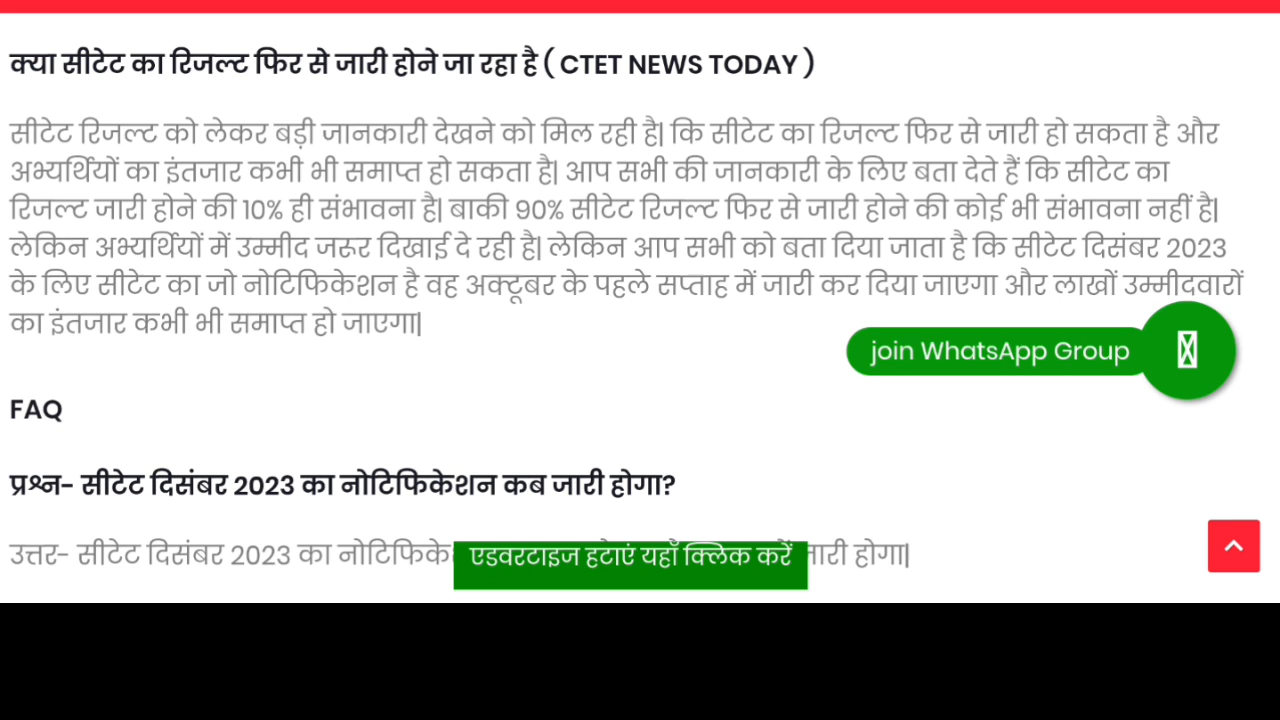 क्या सीटेट का रिजल्ट फिर से जारी होने जा रहा है ( CTET NEWS TODAY )
सीटेट रिजल्ट को लेकर बड़ी जानकारी देखने को मिल रही है| कि सीटेट का रिजल्ट फिर से जारी हो सकता है और
अभ्यर्थियों का इंतजार कभी भी समाप्त हो सकता है| आप सभी की जानकारी के लिए बता देते हैं कि सीटेट का
रिजल्ट जारी होने की 10% ही संभावना है| बाकी 90% सीटेट रिजल्ट फिर से जारी होने की कोई भी संभावना नहीं है|
लेकिन अभ्यर्थियों में उम्मीद जरूर दिखाई दे रही है| लेकिन आप सभी को बता दिया जाता है कि सीटेट दिसंबर 2023
के लिए सीटेट का जो नोटिफिकेशन है वह अक्टूबर के पहले सप्ताह में जारी कर दिया जाएगा और लाखों उम्मीदवारों
का इंतजार कभी भी समाप्त हो जाएगा|
join WhatsApp Group
FAQ
प्रश्न- सीटेट दिसंबर 2023 का नोटिफिकेशन कब जारी होगा?
उत्तर- सीटेट दिसंबर 2023 का एडवरटाइज हटाएं यहाँ क्लिक करें होगा|